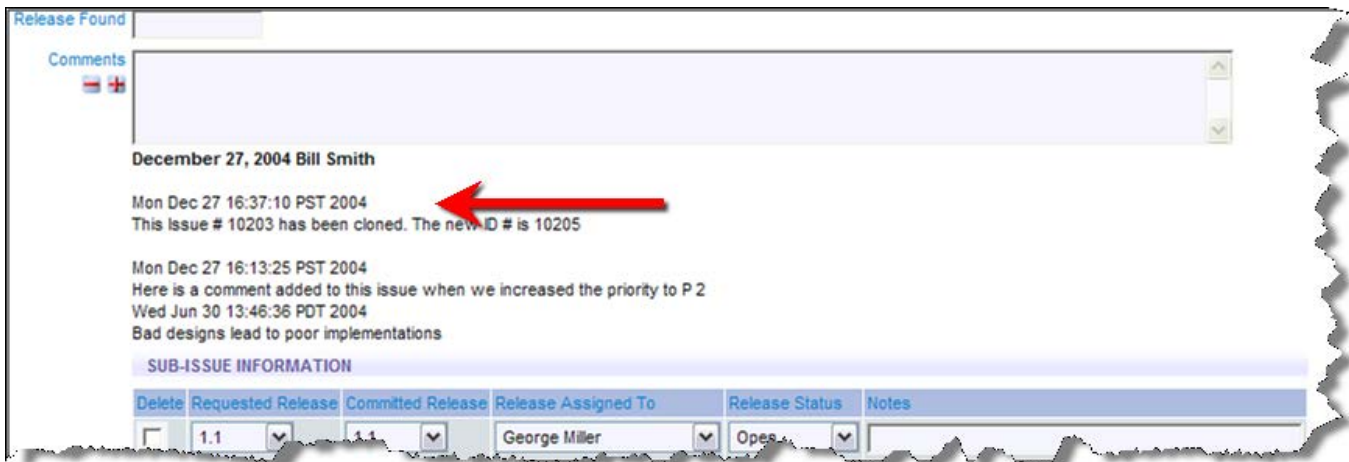 Release Found
Comments
December 27, 2004 Bill Smith
Mon Dec 27 16:37:10 PST 2004
This Issue # 10203 has been cloned. The new ID # is 10205
Mon Dec 27 16:13:25 PST 2004
Here is a comment added to this issue when we increased the priority to P 2
Wed Jun 30 13:46:36 PDT 2004
Bad designs lead to poor implementations
SUB-ISSUE INFORMATION
Delete Requested Release Committed Release Release Assigned To Release Status Notes
1.1 1.1 George Miller Open